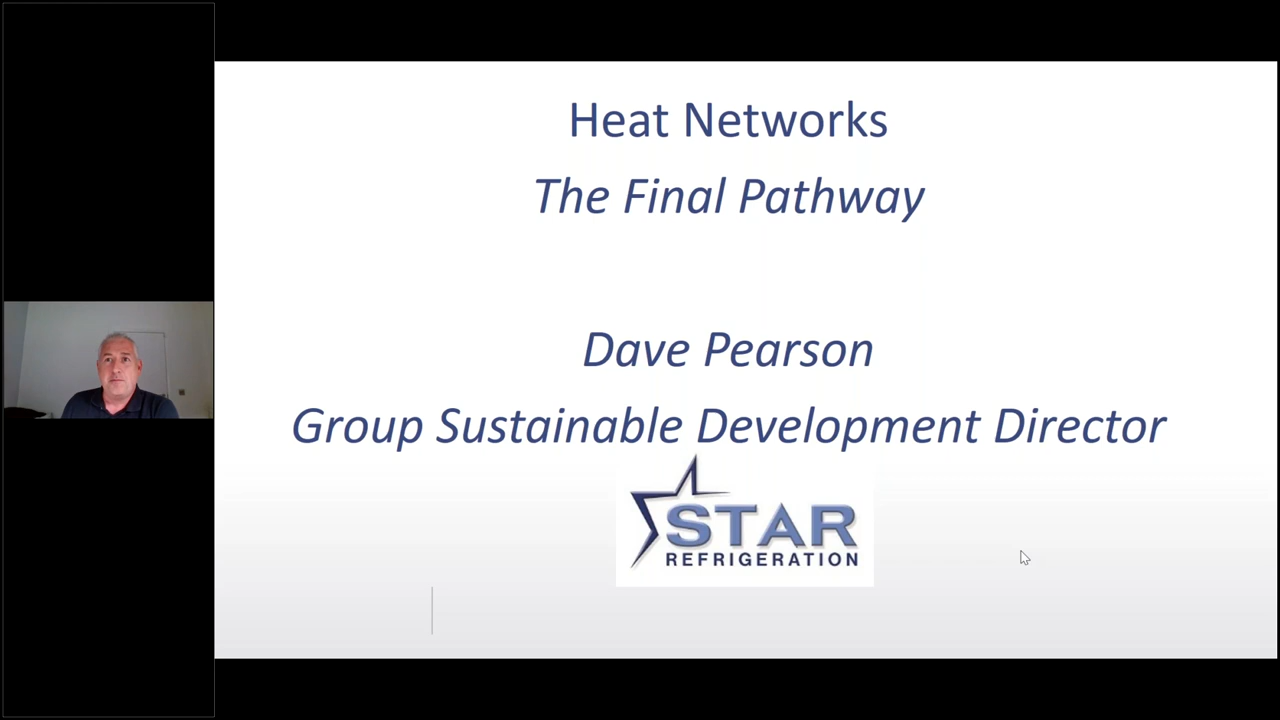 Heat Networks
The Final Pathway
Dave Pearson
Group Sustainable Development Director
STAR
REFRIGERATION